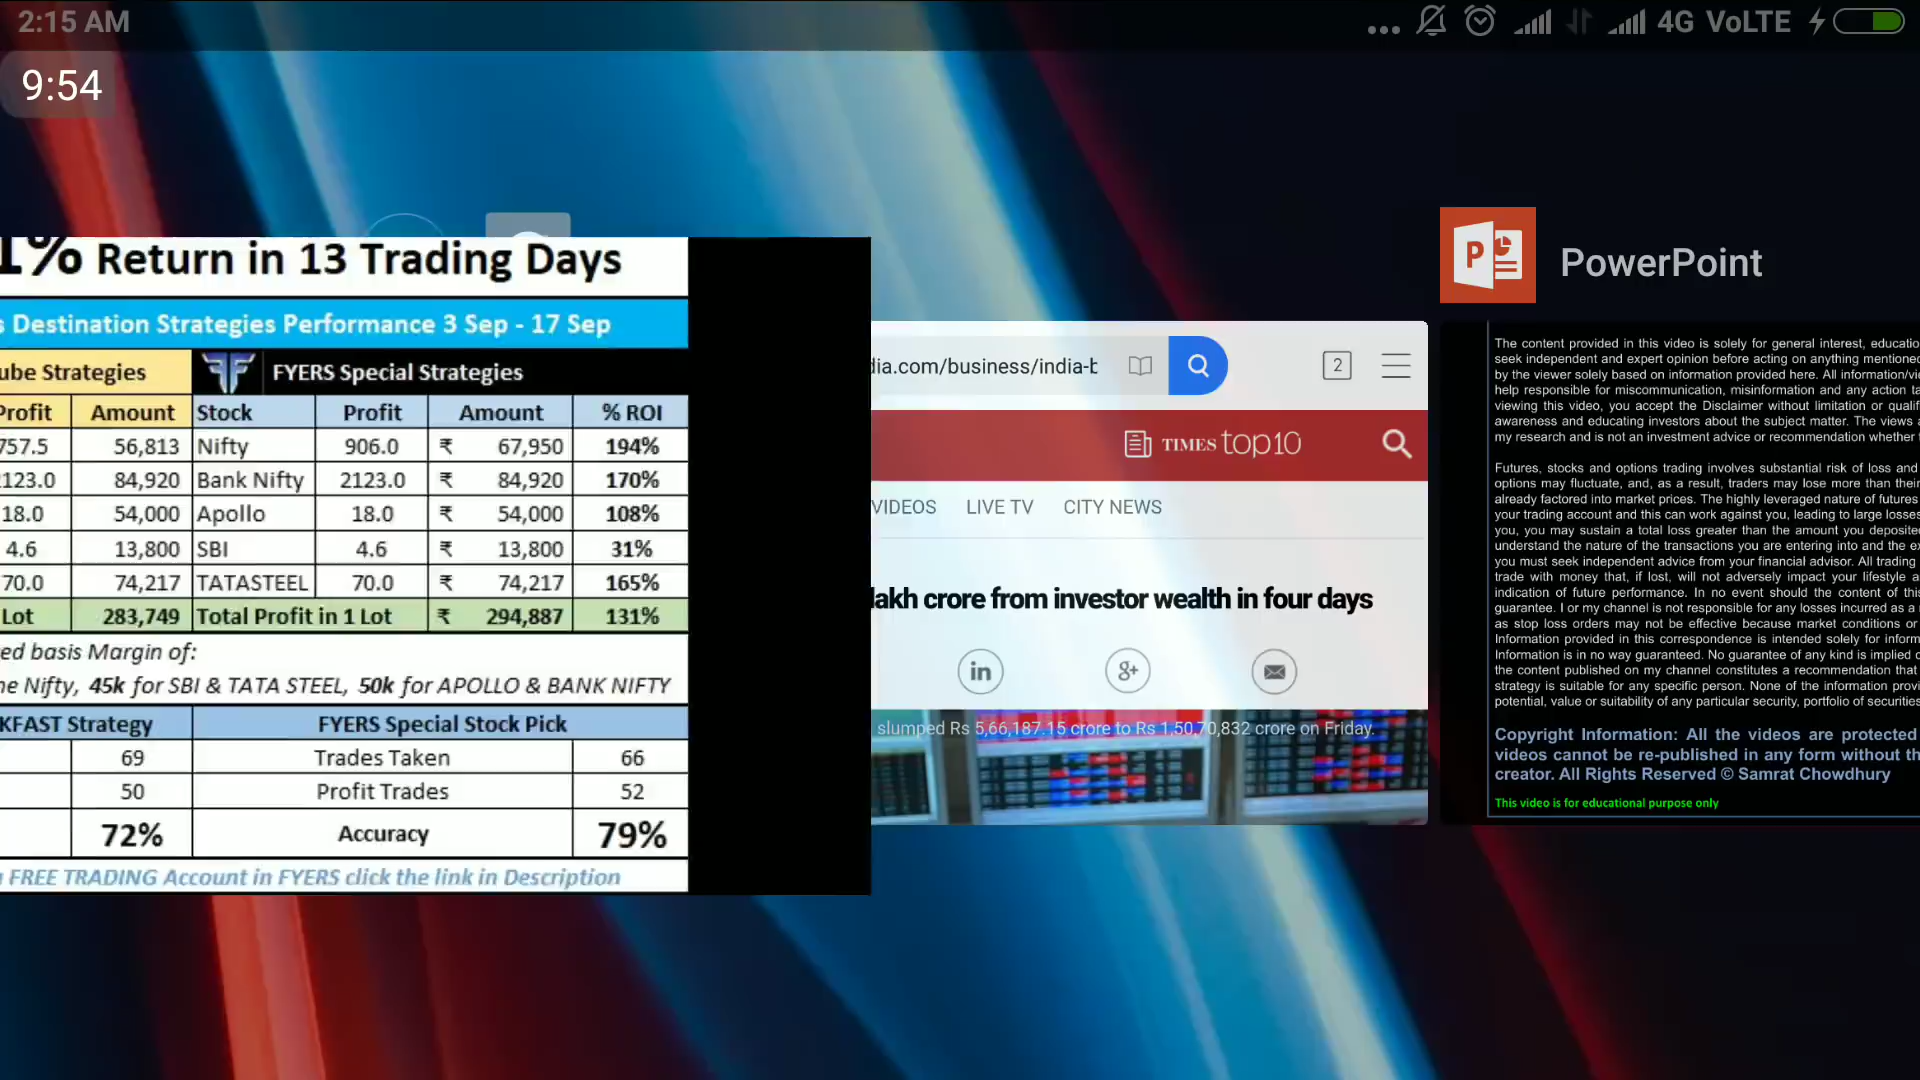 2:15 AM
4G VoLTE
9:54
1% Return in 13 Trading Days
Destination Strategies Performance 3 Sep - 17 Sep
Strategies
FYERS Special Strategies
Profit Amount Stock Profit Amount % ROI
757.5 56,813 Nifty 906.0 ₹ 67,950 194%
2123.0 84,920 Bank Nifty 2123.0 ₹ 84,920 170%
18.0 54,000 Apollo 18.0 ₹ 54,000 108%
4.6 13,800 SBI 4.6 ₹ 13,800 31%
70.0 74,217 TATASTEEL 70.0 ₹ 74,217 165%
Lot 283,749 Total Profit in 1 Lot ₹ 294,887 131%
ed basis Margin of:
Nifty, 45k for SBI & TATA STEEL, 50k for APOLLO & BANK NIFTY
KFAST Strategy FYERS Special Stock Pick
69 Trades Taken 66
50 Profit Trades 52
72% Accuracy 79%
FREE TRADING Account in FYERS click the link in Description
dia.com/business/india-b
2
TIMES top10
VIDEOS LIVE TV CITY NEWS
lakh crore from investor wealth in four days
in
g+
slumped Rs 5,66,187.15 crore to Rs 1,50,70,832 crore on Friday.
P
PowerPoint
The content provided in this video is solely for general interest, educatio
seek independent and expert opinion before acting on anything mentioned
by the viewer solely based on information provided here. All information/vie
help responsible for miscommunication, misinformation and any action ta
viewing this video, you accept the Disclaimer without limitation or qualif
awareness and educating investors about the subject matter. The views a
my research and is not an investment advice or recommendation whether
Futures, stocks and options trading involves substantial risk of loss and
options may fluctuate, and, as a result, traders may lose more than their
already factored into market prices. The highly leveraged nature of futures
your trading account and this can work against you, leading to large losses
you, you may sustain a total loss greater than the amount you deposited
understand the nature of the transactions you are entering into and the ex
you must seek independent advice from your financial advisor. All trading
trade with money that, if lost, will not adversely impact your lifestyle a
indication of future performance. In no event should the content of this
guarantee. I or my channel is not responsible for any losses incurred as a
as stop loss orders may not be effective because market conditions or
Information provided in this correspondence is intended solely for inform
Information is in no way guaranteed. No guarantee of any kind is implied o
the content published on my channel constitutes a recommendation that
strategy is suitable for any specific person. None of the information provi
potential, value or suitability of any particular security, portfolio of securities
Copyright Information: All the videos are protected
videos cannot be re-published in any form without th
creator. All Rights Reserved © Samrat Chowdhury
This video is for educational purpose only